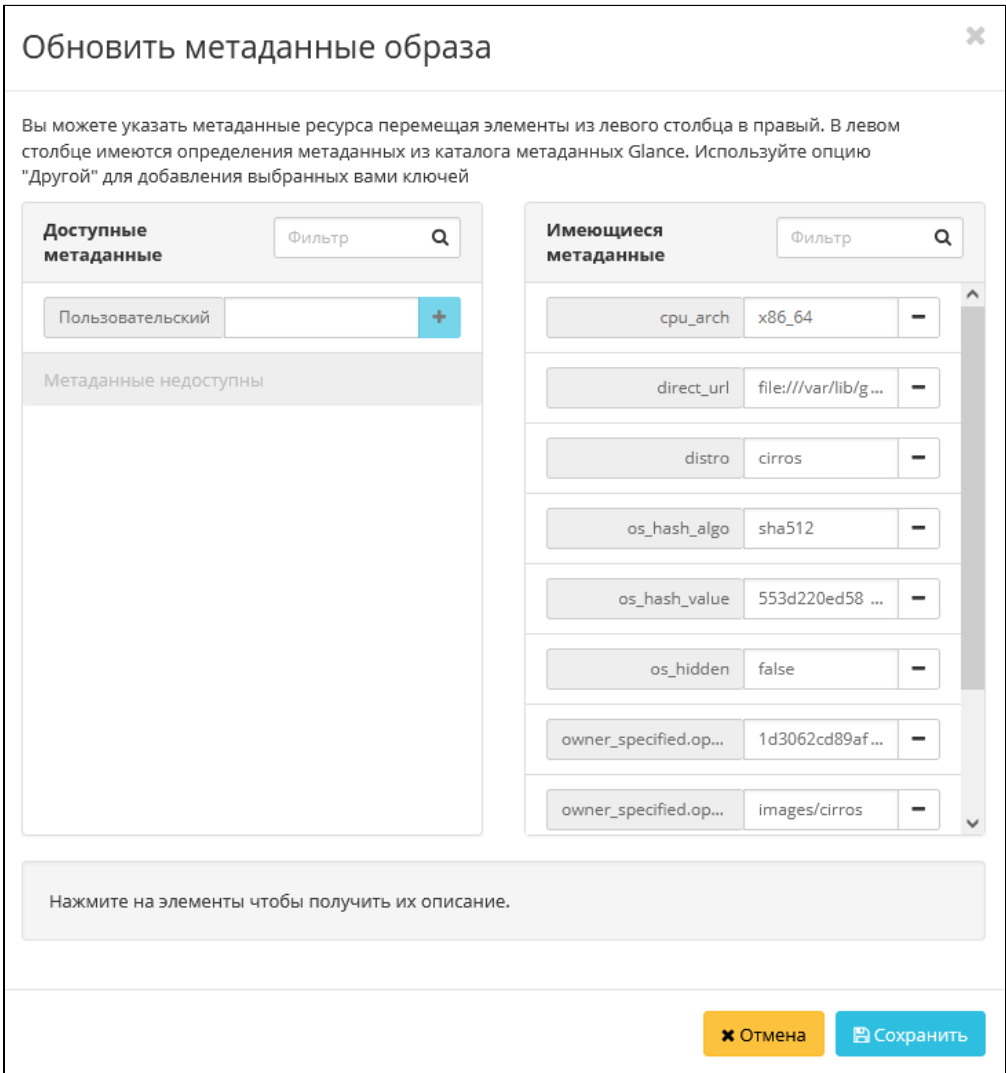 Обновить метаданные образа
Вы можете указать метаданные ресурса перемещая элементы из левого столбца в правый. В левом
столбце имеются определения метаданных из каталога метаданных Glance. Используйте опцию
"Другой" для добавления выбранных вами ключей
Доступные
метаданные
Фильтр
Пользовательский
Метаданные недоступны
Имеющиеся
метаданные
Фильтр
cpu_arch x86_64
direct_url file:///var/lib/g...
distro cirros
os_hash_algo sha512
os_hash_value 553d220ed58 ...
os_hidden false
owner_specified.op... 1d3062cd89af...
owner_specified.op... images/cirros
Нажмите на элементы чтобы получить их описание.
Отмена Сохранить